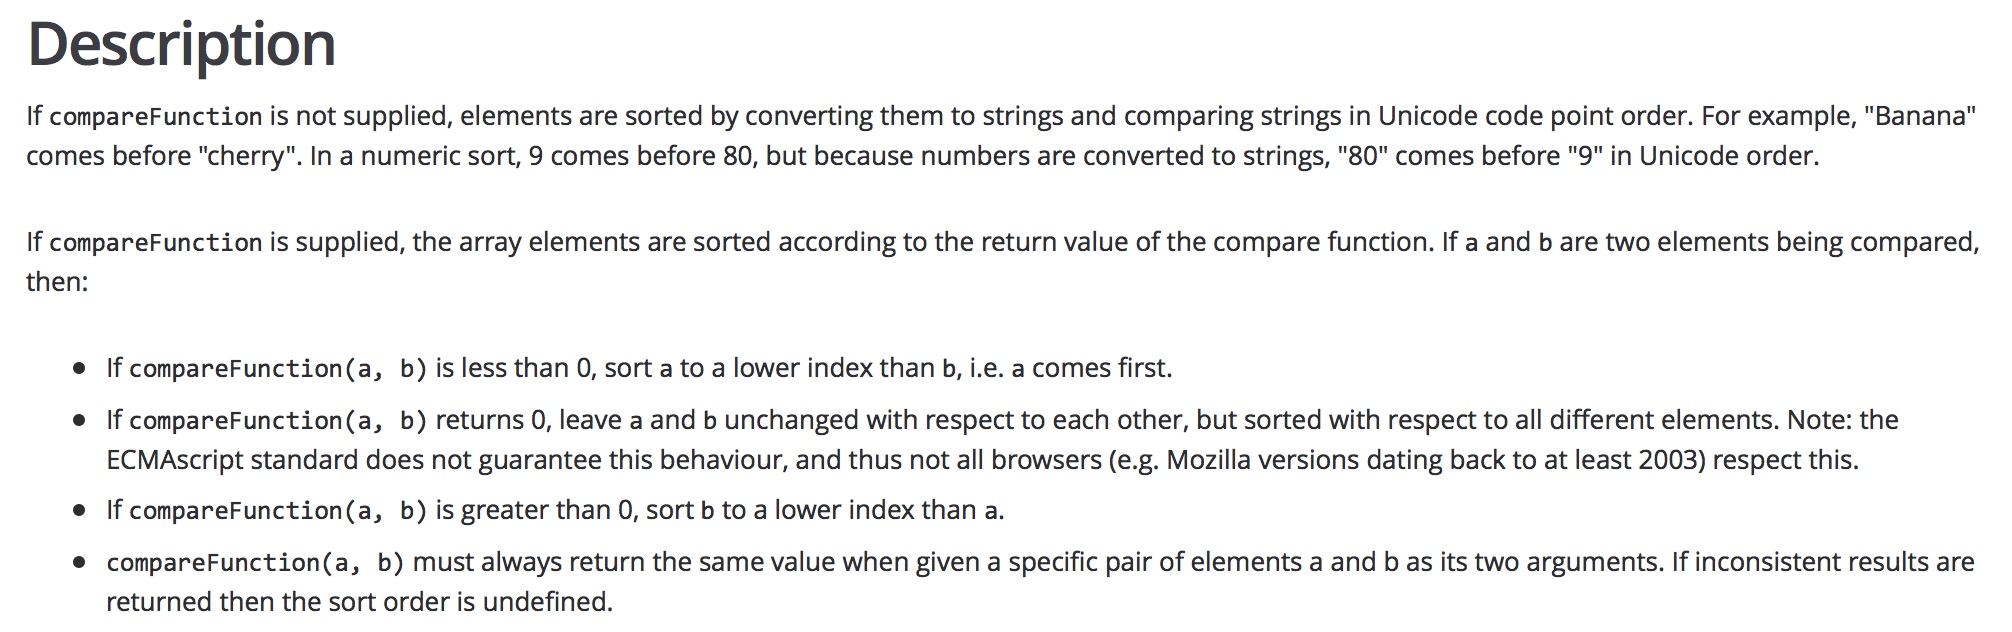 Description
If compareFunction is not supplied, elements are sorted by converting them to strings and comparing strings in Unicode code point order. For example, "Banana"
comes before "cherry". In a numeric sort, 9 comes before 80, but because numbers are converted to strings, "80" comes before "9" in Unicode order.
If compareFunction is supplied, the array elements are sorted according to the return value of the compare function. If a and b are two elements being compared,
then:
• If compareFunction(a, b) is less than 0, sort a to a lower index than b, i.e. a comes first.
• If compareFunction(a, b) returns 0, leave a and b unchanged with respect to each other, but sorted with respect to all different elements. Note: the
ECMAscript standard does not guarantee this behaviour, and thus not all browsers (e.g. Mozilla versions dating back to at least 2003) respect this.
• If compareFunction(a, b) is greater than 0, sort b to a lower index than a.
• compareFunction(a, b) must always return the same value when given a specific pair of elements a and b as its two arguments. If inconsistent results are
returned then the sort order is undefined.